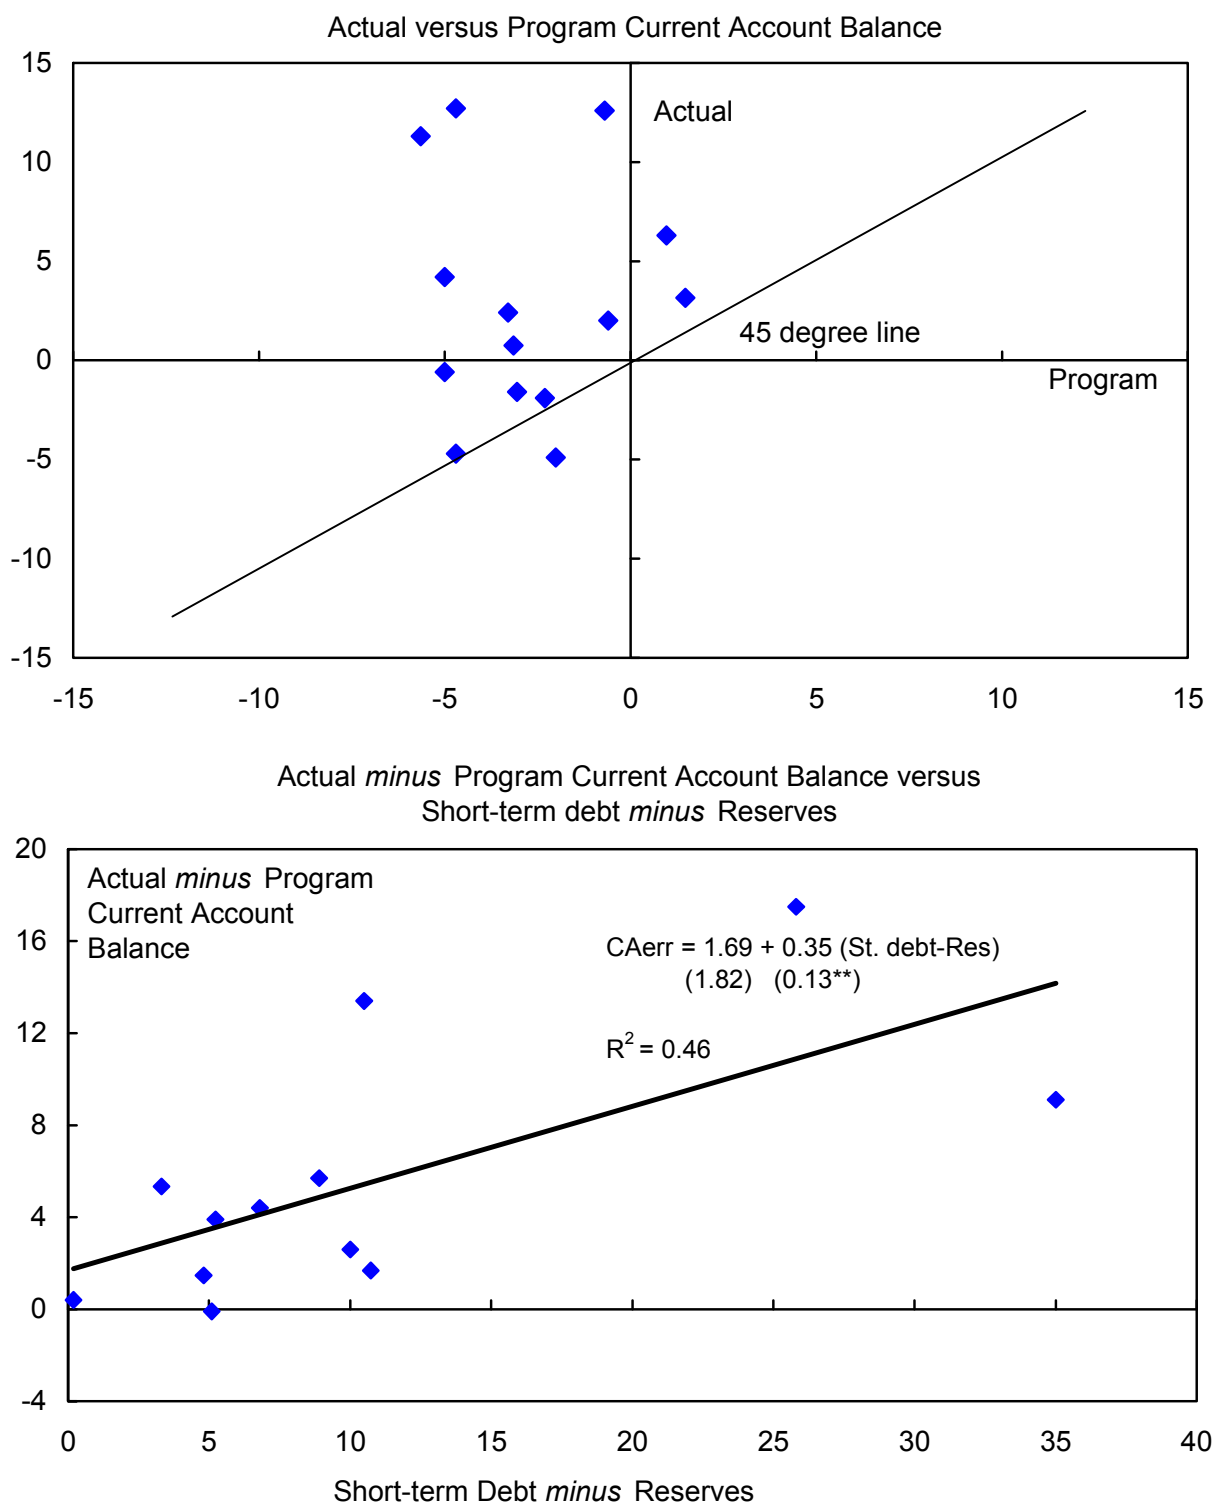 Actual versus Program Current Account Balance
15
Actual
10
5
45 degree line
0
Program
-5
-10
-15
-15 -10 -5 0 5 10 15
Actual minus Program Current Account Balance versus
Short-term debt minus Reserves
20
Actual minus Program
Current Account
Balance
16
CAerr = 1.69 + 0.35 (St. debt-Res)
(1.82) (0.13**)
12
R² = 0.46
8
4
0
-4
0 5 10 15 20 25 30 35 40
Short-term Debt minus Reserves